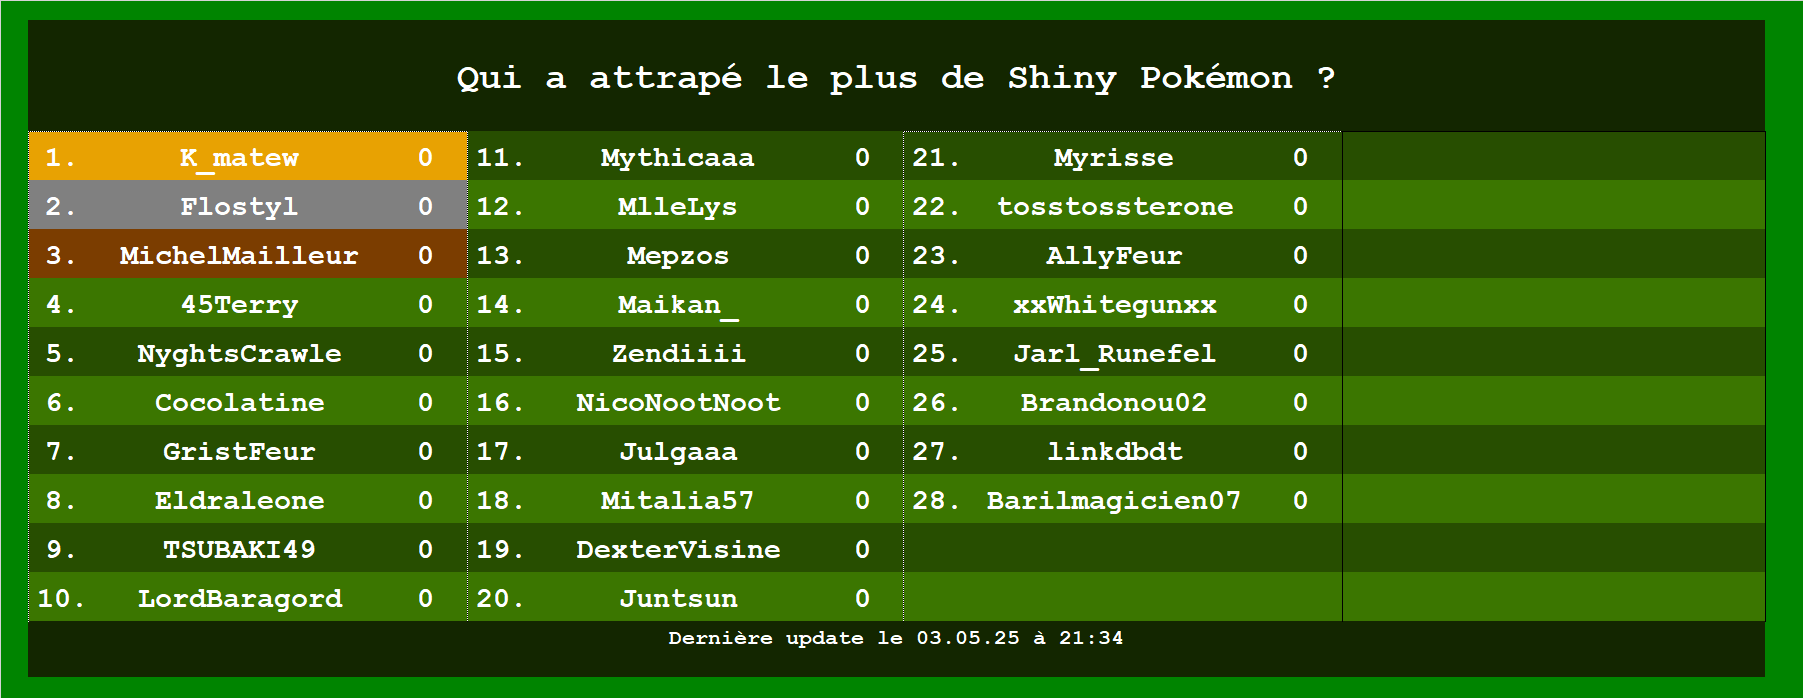 Qui a attrapé le plus de Shiny Pokémon ?
1. K_matew 0 11. Mythicaaa 0 21. Myrisse 0
2. Flostyl 0 12. MlleLys 0 22. tosstossterone 0
3. MichelMailleur 0 13. Mepzos 0 23. AllyFeur 0
4. 45Terry 0 14. Maikan_ 0 24. xxWhitegunxx 0
5. NyghtsCrawle 0 15. Zendiiii 0 25. Jarl_Runefel 0
6. Cocolatine 0 16. NicoNootNoot 0 26. Brandonou02 0
7. GristFeur 0 17. Julgaaa 0 27. linkdbdt 0
8. Eldraleone 0 18. Mitalia57 0 28. Barilmagicien07 0
9. TSUBAKI49 0 19. DexterVisine 0
10. LordBaragord 0 20. Juntsun 0
Dernière update le 03.05.25 à 21:34